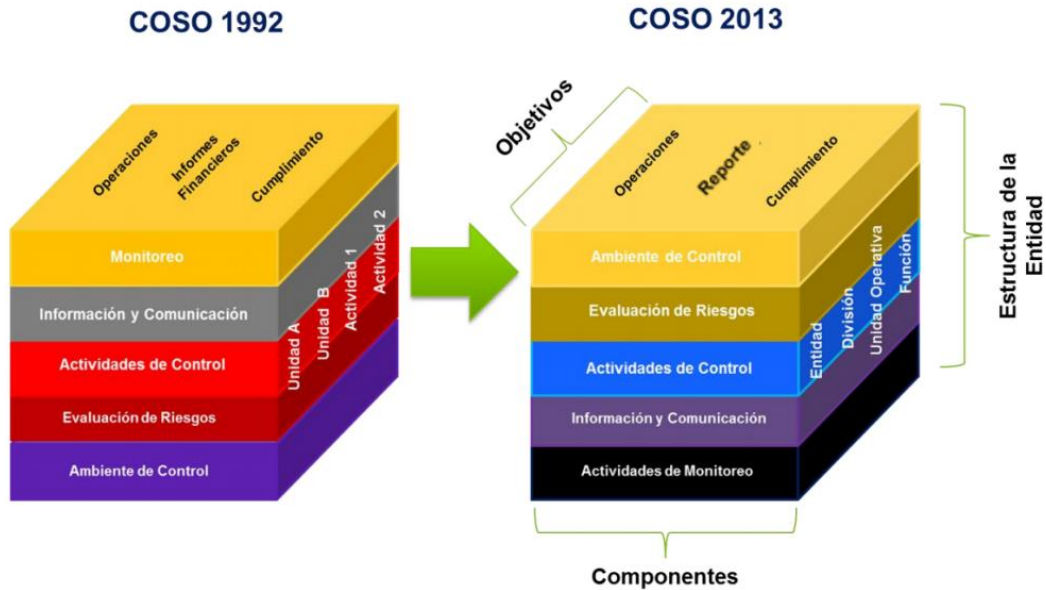 COSO 1992
Operaciones
Informes
Financieros
Cumplimiento
Monitoreo
Información y Comunicación
Actividades de Control
Evaluación de Riesgos
Ambiente de Control
Unidad A
Unidad B
Actividad 1
Actividad 2
COSO 2013
Objetivos
Operaciones
Reporte
Cumplimiento
Ambiente de Control
Evaluación de Riesgos
Actividades de Control
Información y Comunicación
Actividades de Monitoreo
Entidad
División
Unidad Operativa
Función
Estructura de la
Entidad
Componentes